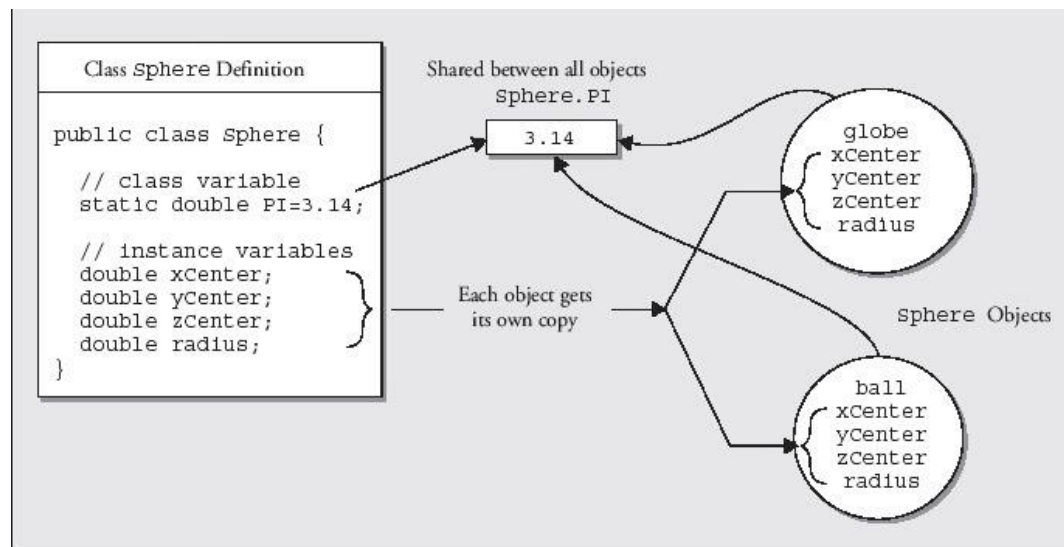 Class Sphere Definition
public class Sphere {
// class variable
static double PI=3.14;
// instance variables
double xCenter;
double yCenter;
double zCenter;
double radius;
}
Shared between all objects
Sphere.PI
3.14
Each object gets
its own copy
globe
xCenter
yCenter
zCenter
radius
Sphere Objects
ball
xCenter
yCenter
zCenter
radius